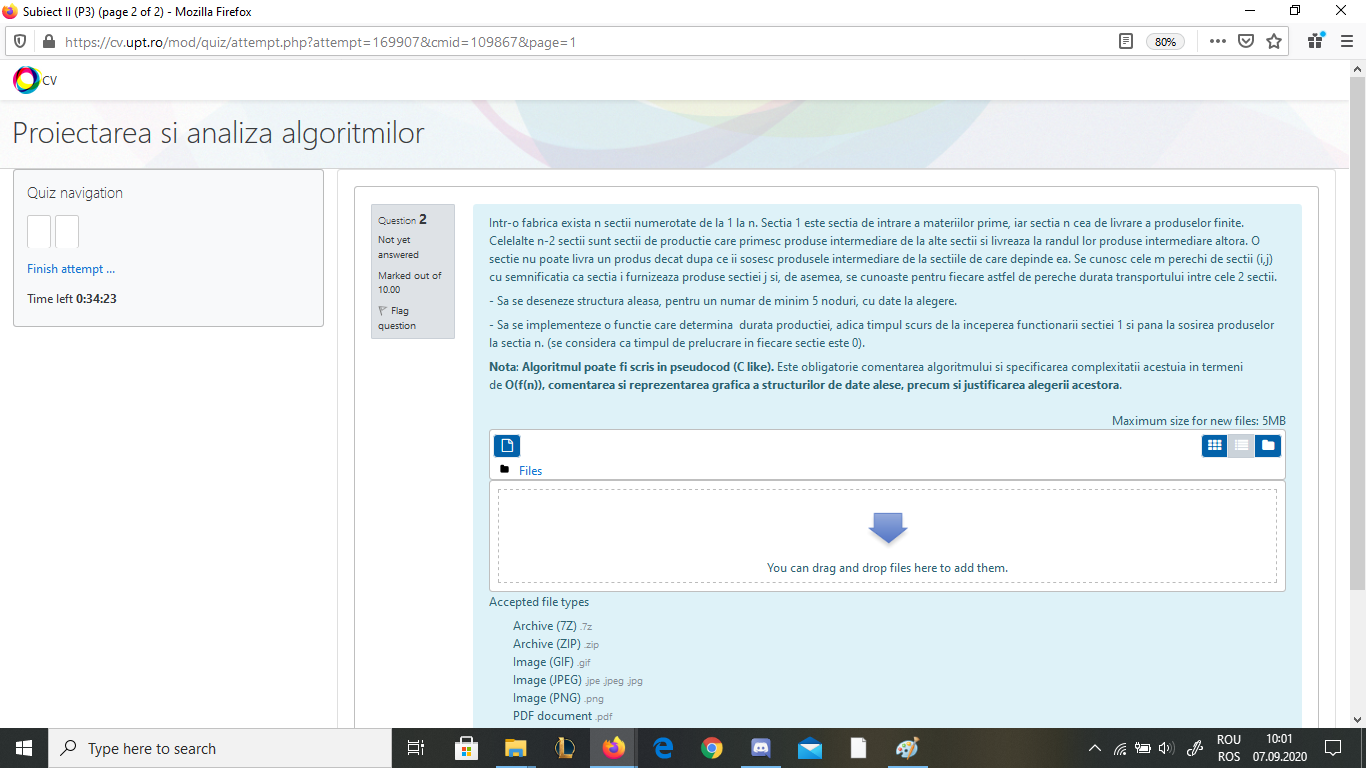 Subiect II (P3) (page 2 of 2) - Mozilla Firefox
https://cv.upt.ro/mod/quiz/attempt.php?attempt=169907&cmid=109867&page=1
80%
CV
Proiectarea si analiza algoritmilor
Quiz navigation
Finish attempt ...
Time left 0:34:23
Question 2
Not yet
answered
Marked out of
10.00
Flag
question
Intr-o fabrica exista n sectii numerotate de la 1 la n. Sectia 1 este sectia de intrare a materiilor prime, iar sectia n cea de livrare a produselor finite.
Celelalte n-2 sectii sunt sectii de productie care primesc produse intermediare de la alte sectii si livreaza la randul lor produse intermediare altora. O
sectie nu poate livra un produs decat dupa ce ii sosesc produsele intermediare de la sectiile de care depinde ea. Se cunosc cele m perechi de sectii (i,j)
cu semnificatia ca sectia i furnizeaza produse sectiei j si, de asemea, se cunoaste pentru fiecare astfel de pereche durata transportului intre cele 2 sectii.
- Sa se deseneze structura aleasa, pentru un numar de minim 5 noduri, cu date la alegere.
- Sa se implementeze o functie care determina durata productiei, adica timpul scurs de la inceperea functionarii sectiei 1 si pana la sosirea produselor
la sectia n. (se considera ca timpul de prelucrare in fiecare sectie este 0).
Nota: Algoritmul poate fi scris in pseudocod (C like). Este obligatorie comentarea algoritmului si specificarea complexitatii acestuia in termeni
de O(f(n)), comentarea si reprezentarea grafica a structurilor de date alese, precum si justificarea alegerii acestora.
Maximum size for new files: 5MB
Files
You can drag and drop files here to add them.
Accepted file types
Archive (7Z) .7z
Archive (ZIP) .zip
Image (GIF) .gif
Image (JPEG) .jpe .jpeg .jpg
Image (PNG) .png
PDF document .pdf
Type here to search
ROU
ROS
10:01
07.09.2020